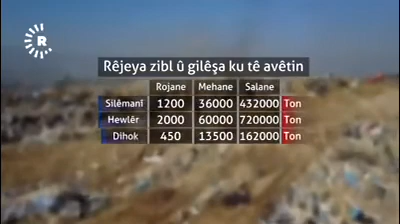 R
Rêjeya zibl û gilêşa ku tê avêtin
Rojane Mehane Salane
Silêmanî 1200 36000 432000 Ton
Hewlêr 2000 60000 720000 Ton
Dihok 450 13500 162000 Ton